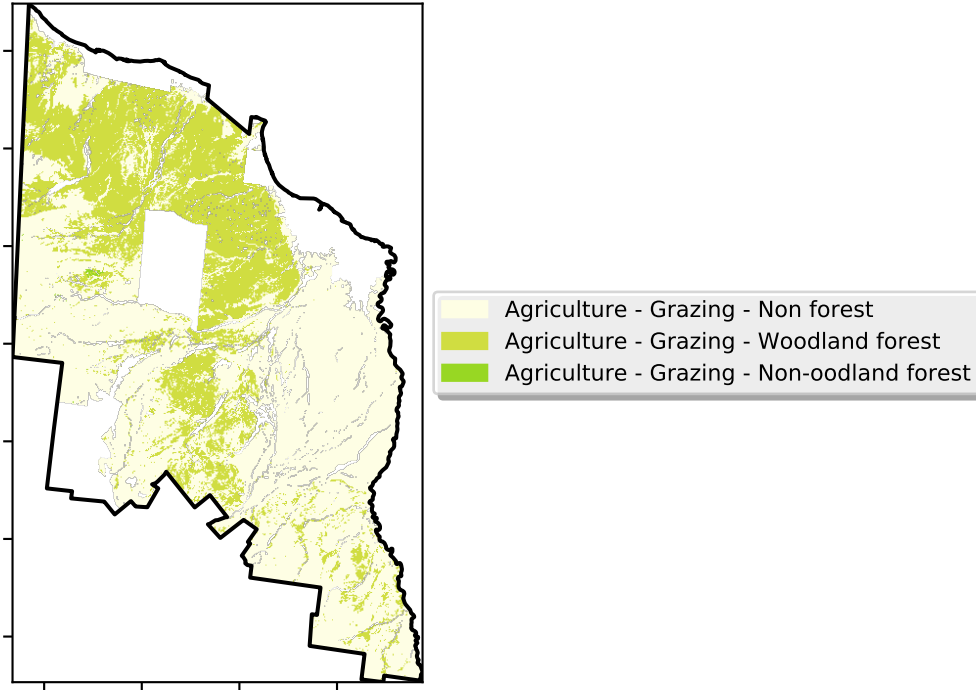 Agriculture - Grazing - Non forest
Agriculture - Grazing - Woodland forest
Agriculture - Grazing - Non-oodland forest